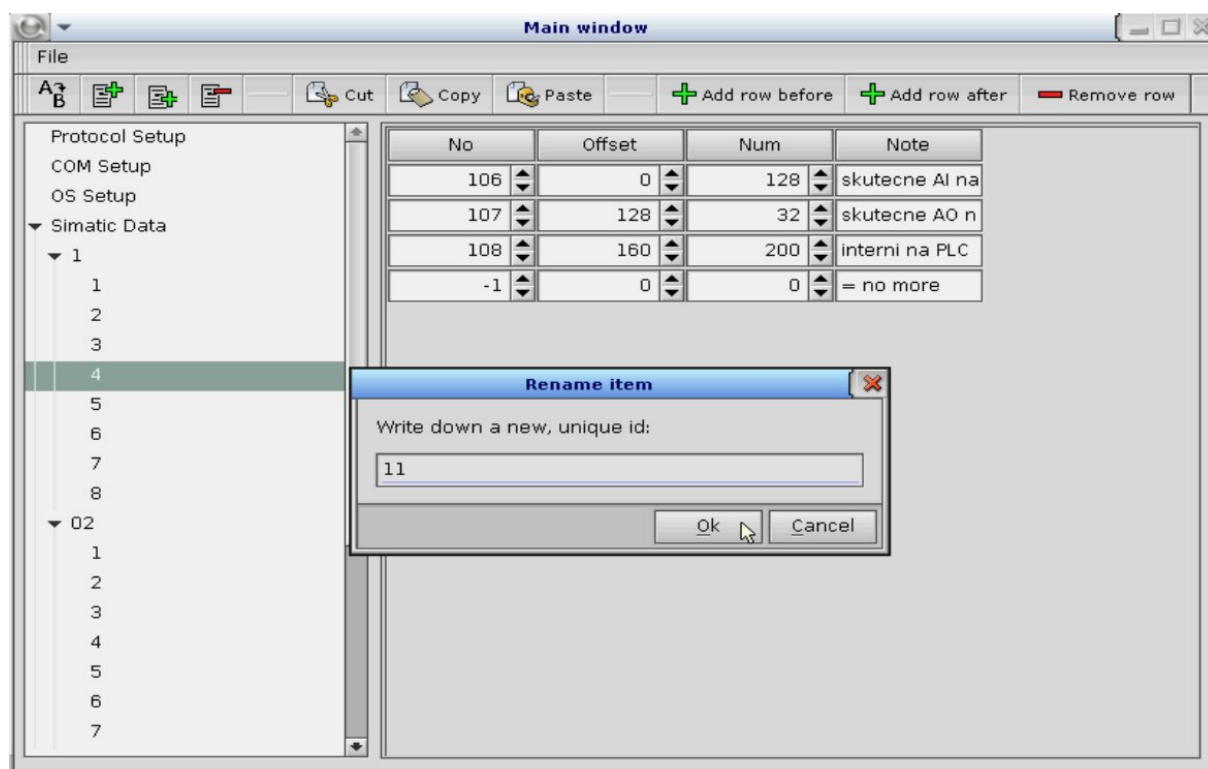 Main window
File
A B Cut Copy Paste Add row before Add row after Remove row
Protocol Setup
COM Setup
OS Setup
Simatic Data
1
1
2
3
4
5
6
7
8
02
1
2
3
4
5
6
7
No Offset Num Note
106 0 128 skutecne AI na
107 128 32 skutecne AO n
108 160 200 interni na PLC
-1 0 0 = no more
Rename item
Write down a new, unique id:
11
Ok Cancel